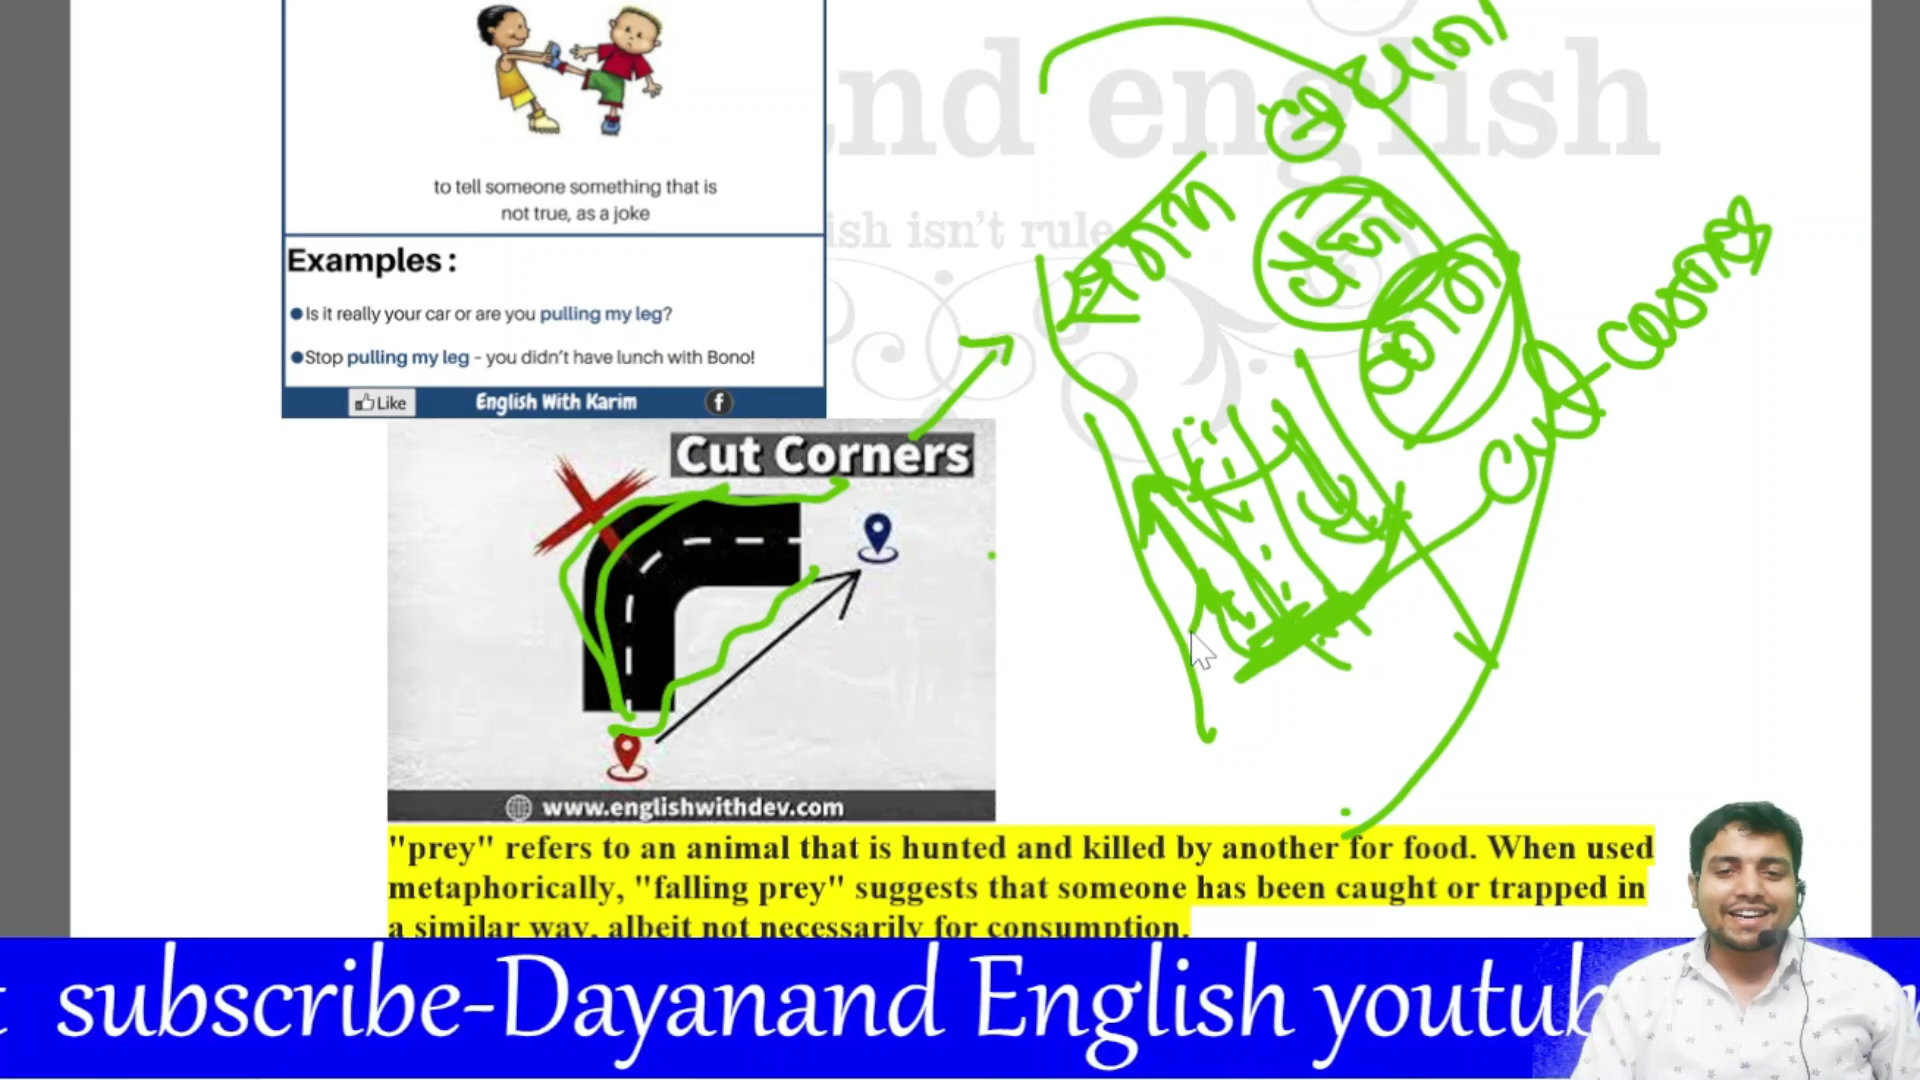 to tell someone something that is
not true, as a joke
Examples :
Is it really your car or are you pulling my leg?
Stop pulling my leg – you didn't have lunch with Bono!
Like English With Karim f
nd english
ish isn't rule
Cut Corners
cut-corners
www.englishwithdev.com
"prey" refers to an animal that is hunted and killed by another for food. When used
metaphorically, "falling prey" suggests that someone has been caught or trapped in
a similar way, albeit not necessarily for consumption.
subscribe-Dayanand English youtub